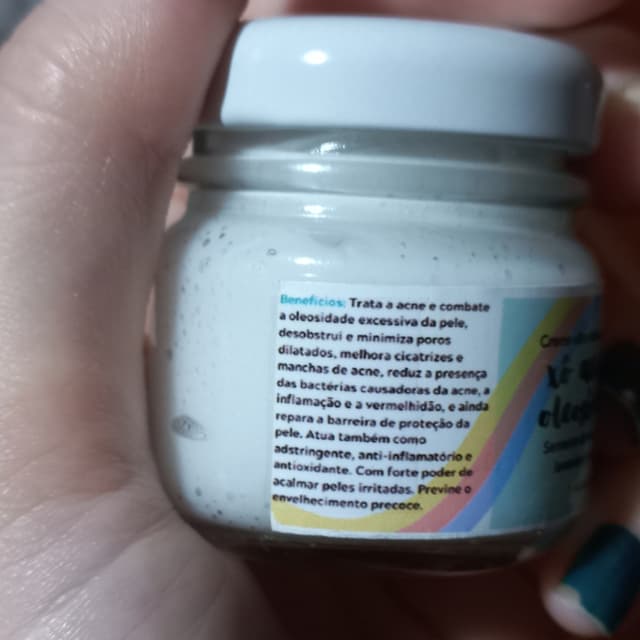 Benefícios: Trata a acne e combate
a oleosidade excessiva da pele,
desobstrui e minimiza poros
dilatados, melhora cicatrizes e
manchas de acne, reduz a presença
das bactérias causadoras da acne, a
inflamação e a vermelhidão, e ainda
repara a barreira de proteção da
pele. Atua também como
adstringente, anti-inflamatório e
antioxidante. Com forte poder de
acalmar peles irritadas. Previne o
envelhecimento precoce.
Xô